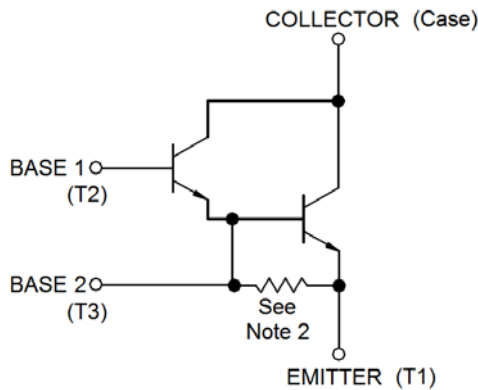 COLLECTOR (Case)
BASE 1
(T2)
BASE 2
(T3)
See
Note 2
EMITTER (T1)